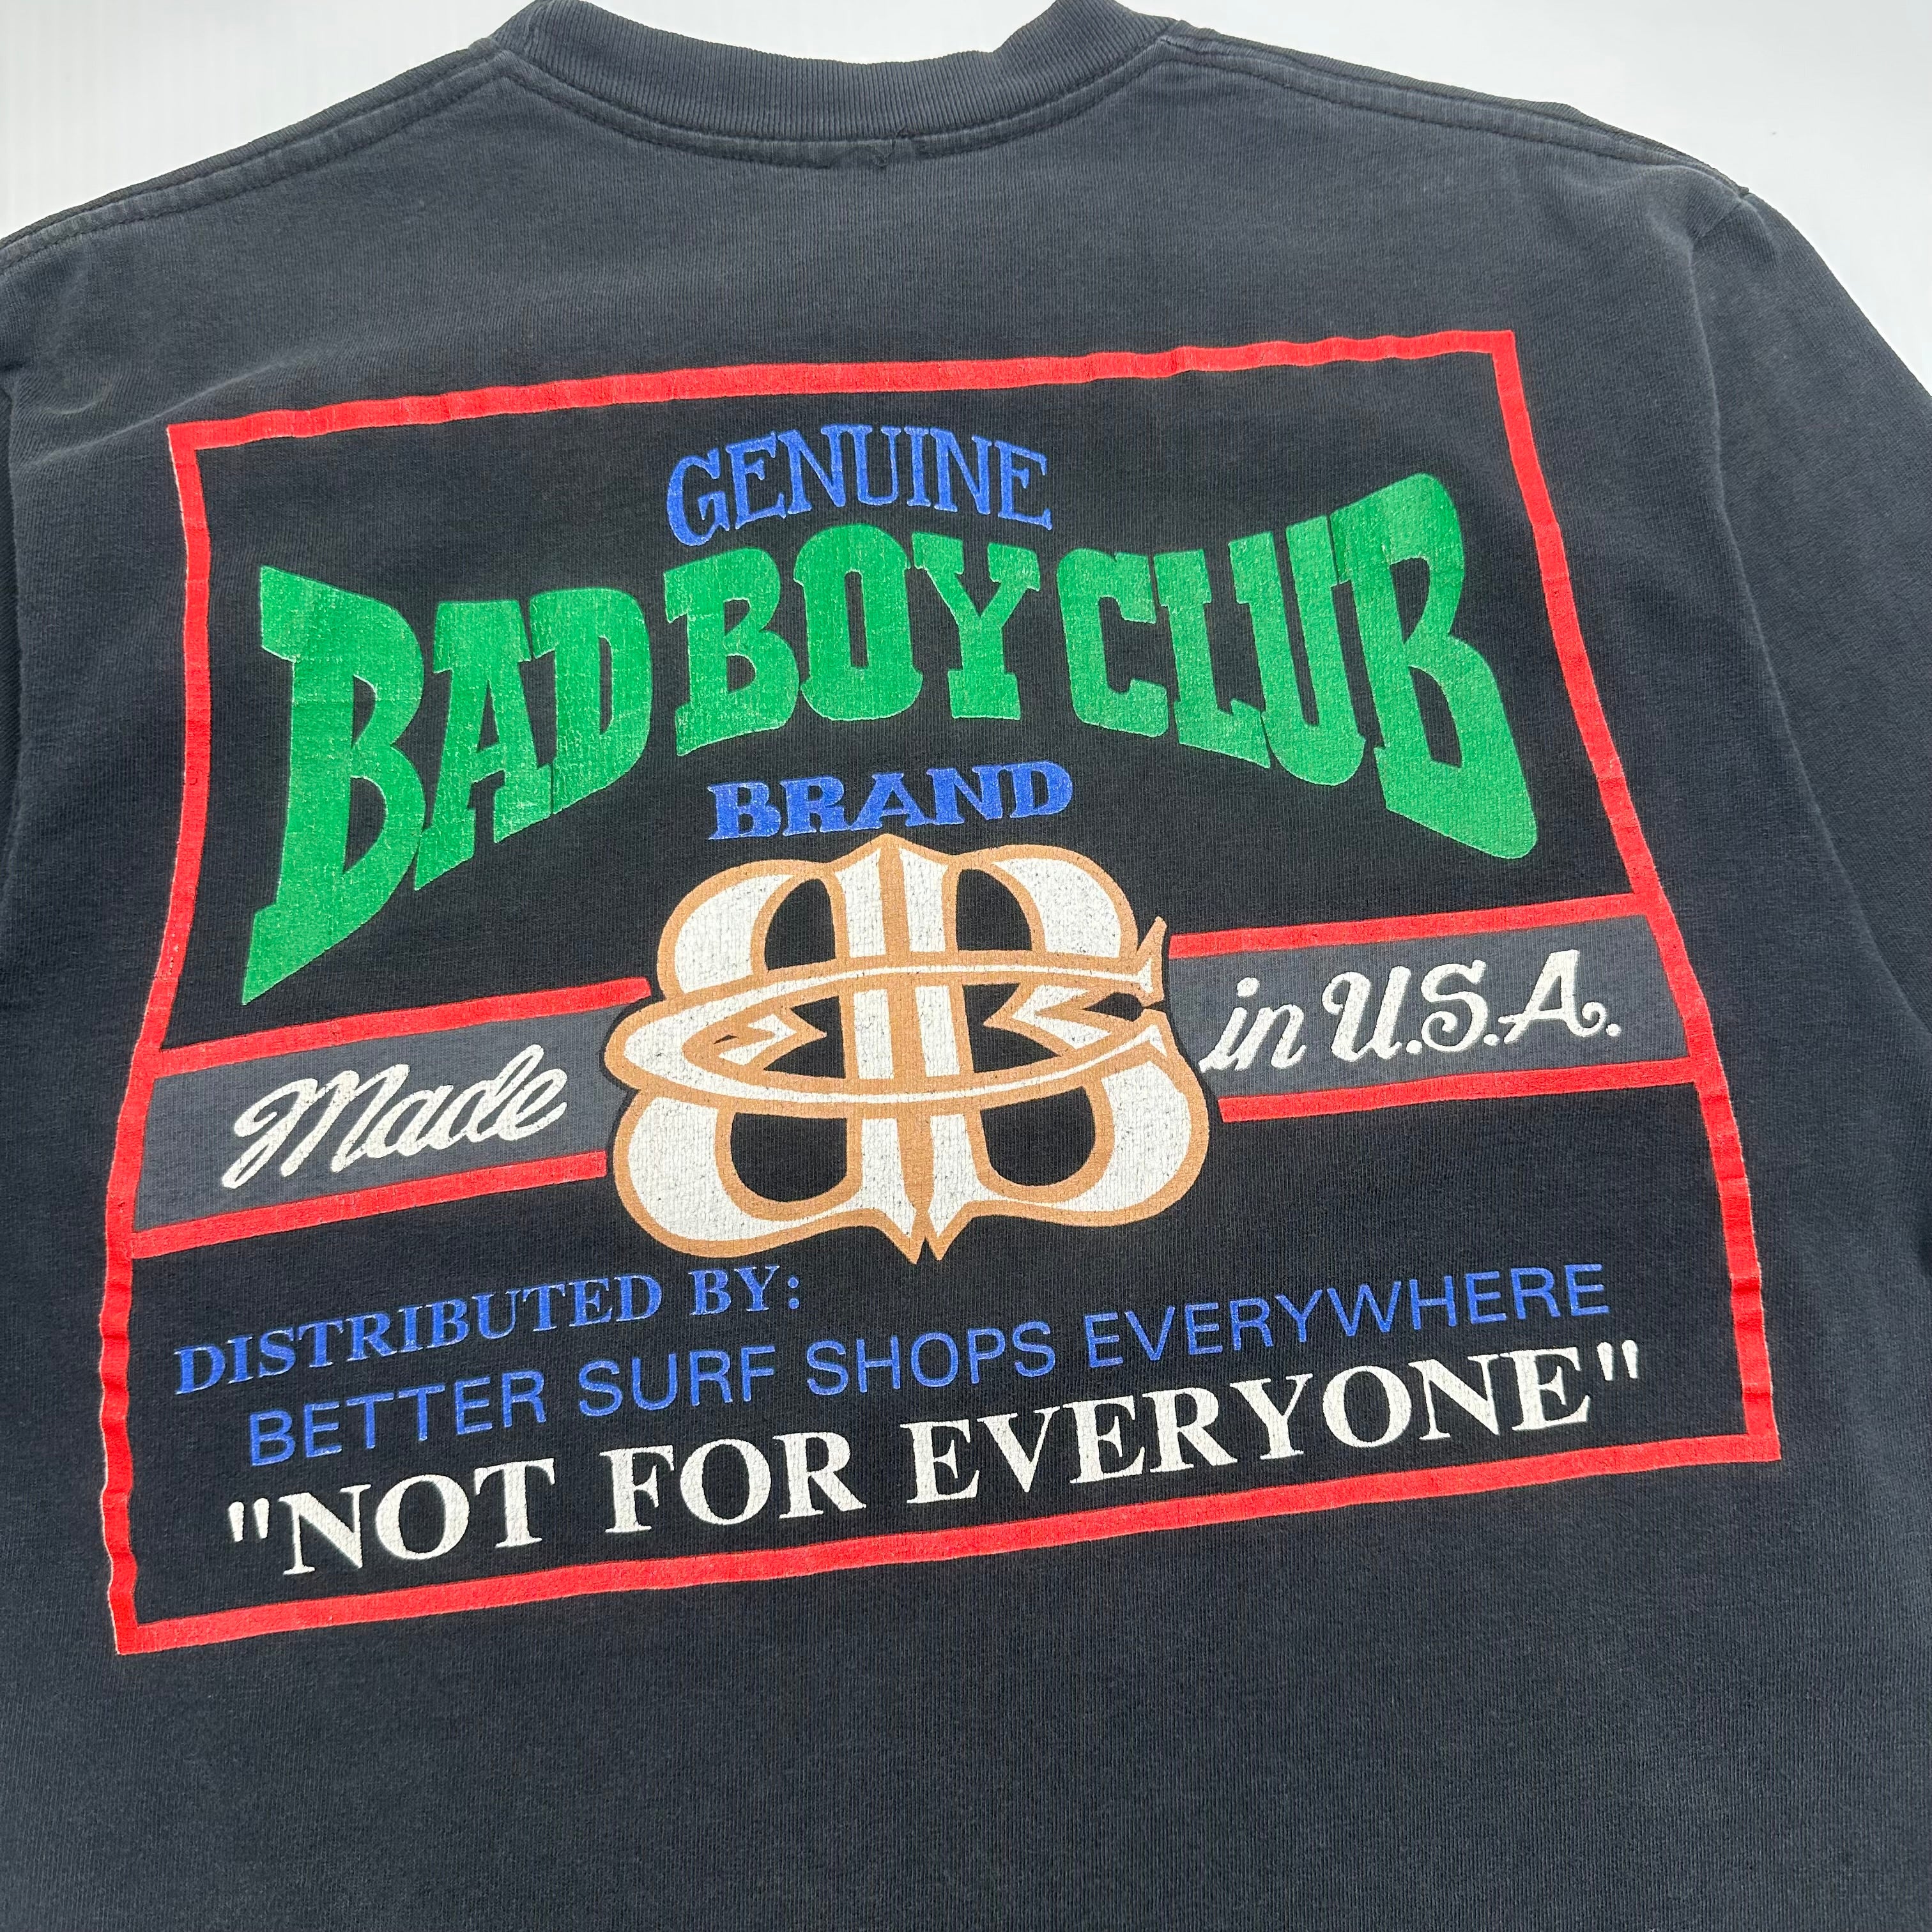 GENUINE
BAD BOY CLUB
BRAND
Made in U.S.A.
DISTRIBUTED BY:
BETTER SURF SHOPS EVERYWHERE
"NOT FOR EVERYONE"